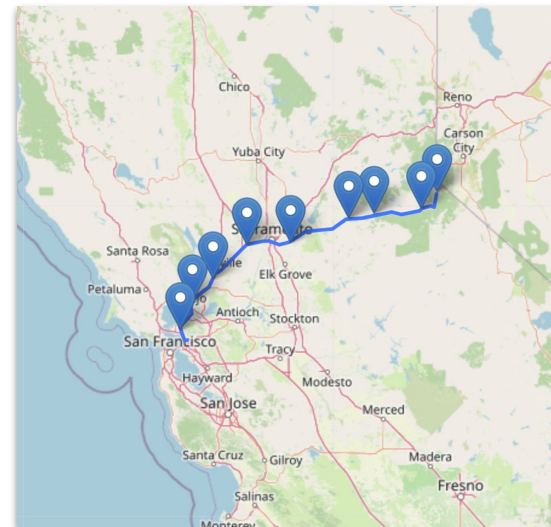 Chico
Reno
Carson
City
Yuba City
Santa Rosa
Elk Grove
Petaluma
Antioch
Stockton
San Francisco
Tracy
Hayward
Modesto
San Jose
Merced
Santa Cruz
Gilroy
Madera
Fresno
Salinas
Monterey